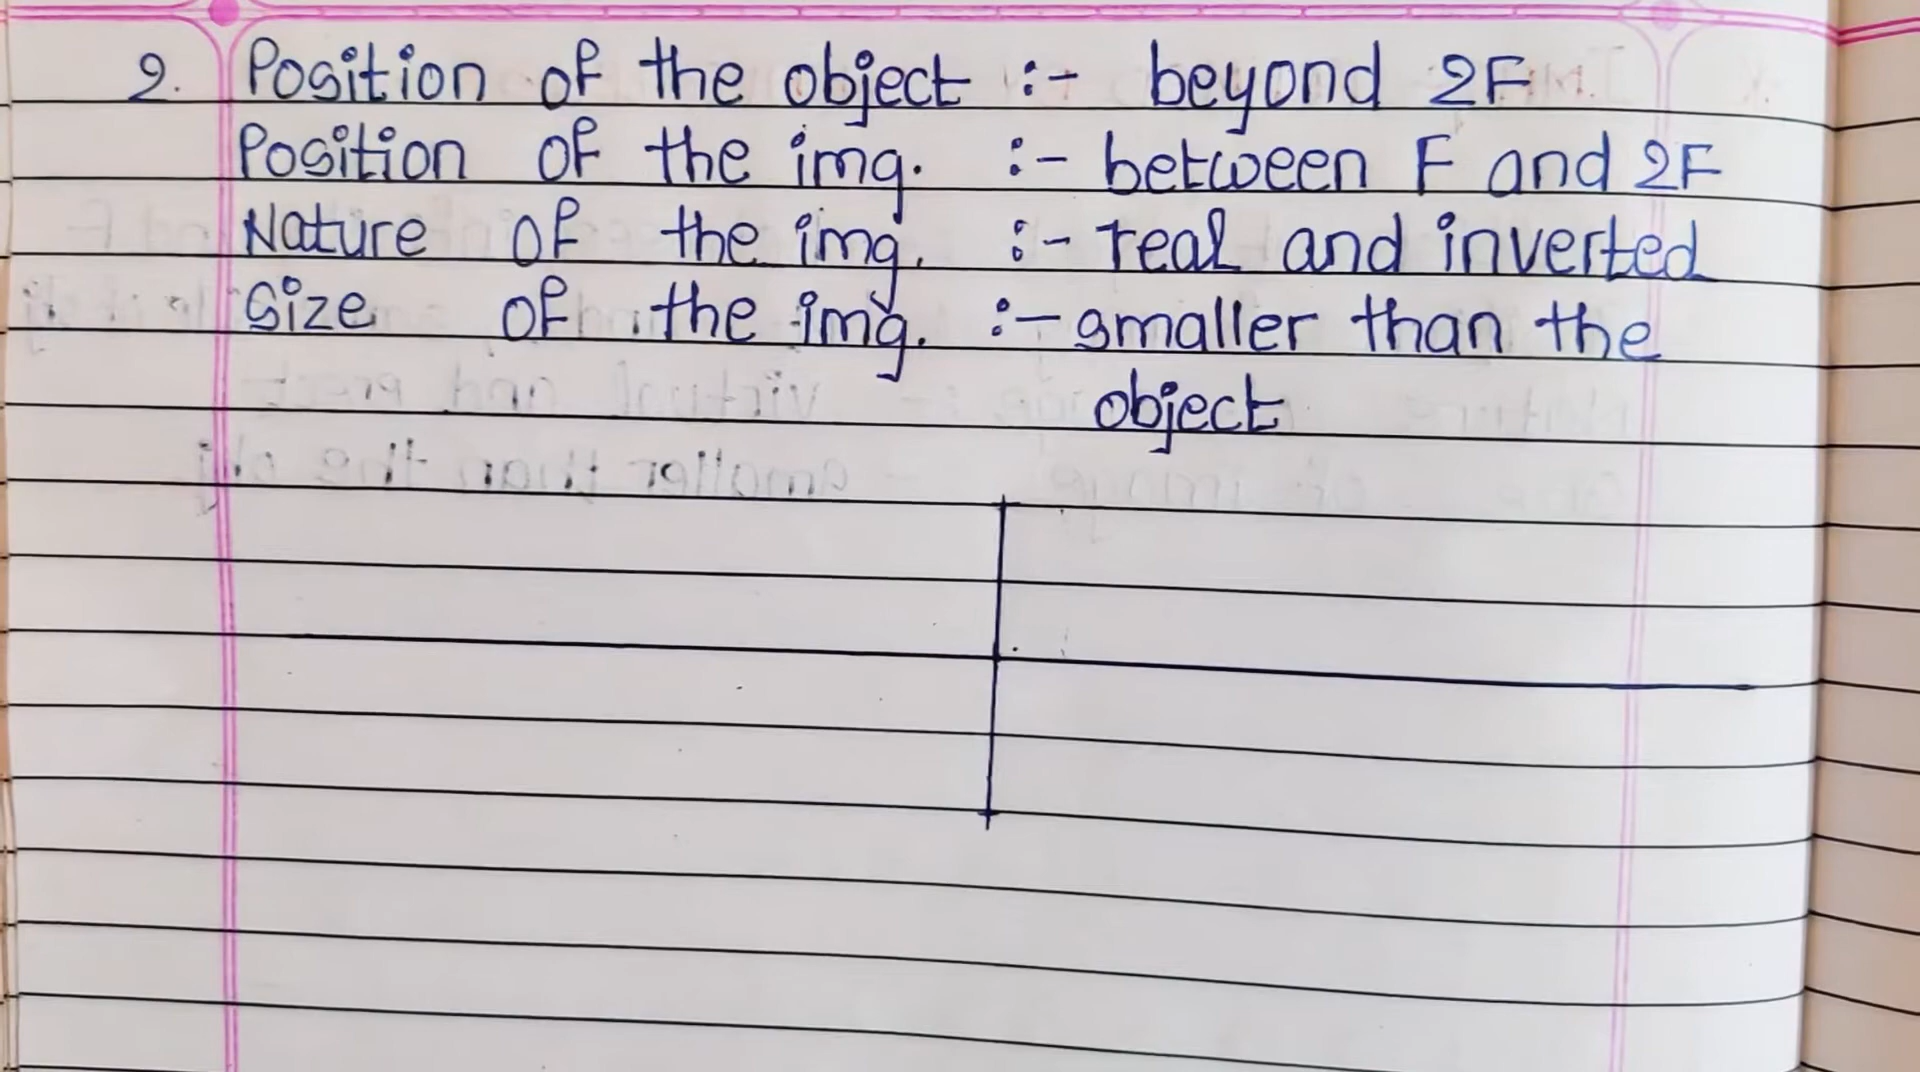 2. Position of the object :- beyond 2F
Position of the img. :- between F and 2F
Nature of the img. :- real and inverted
Size of the img. :- smaller than the
object